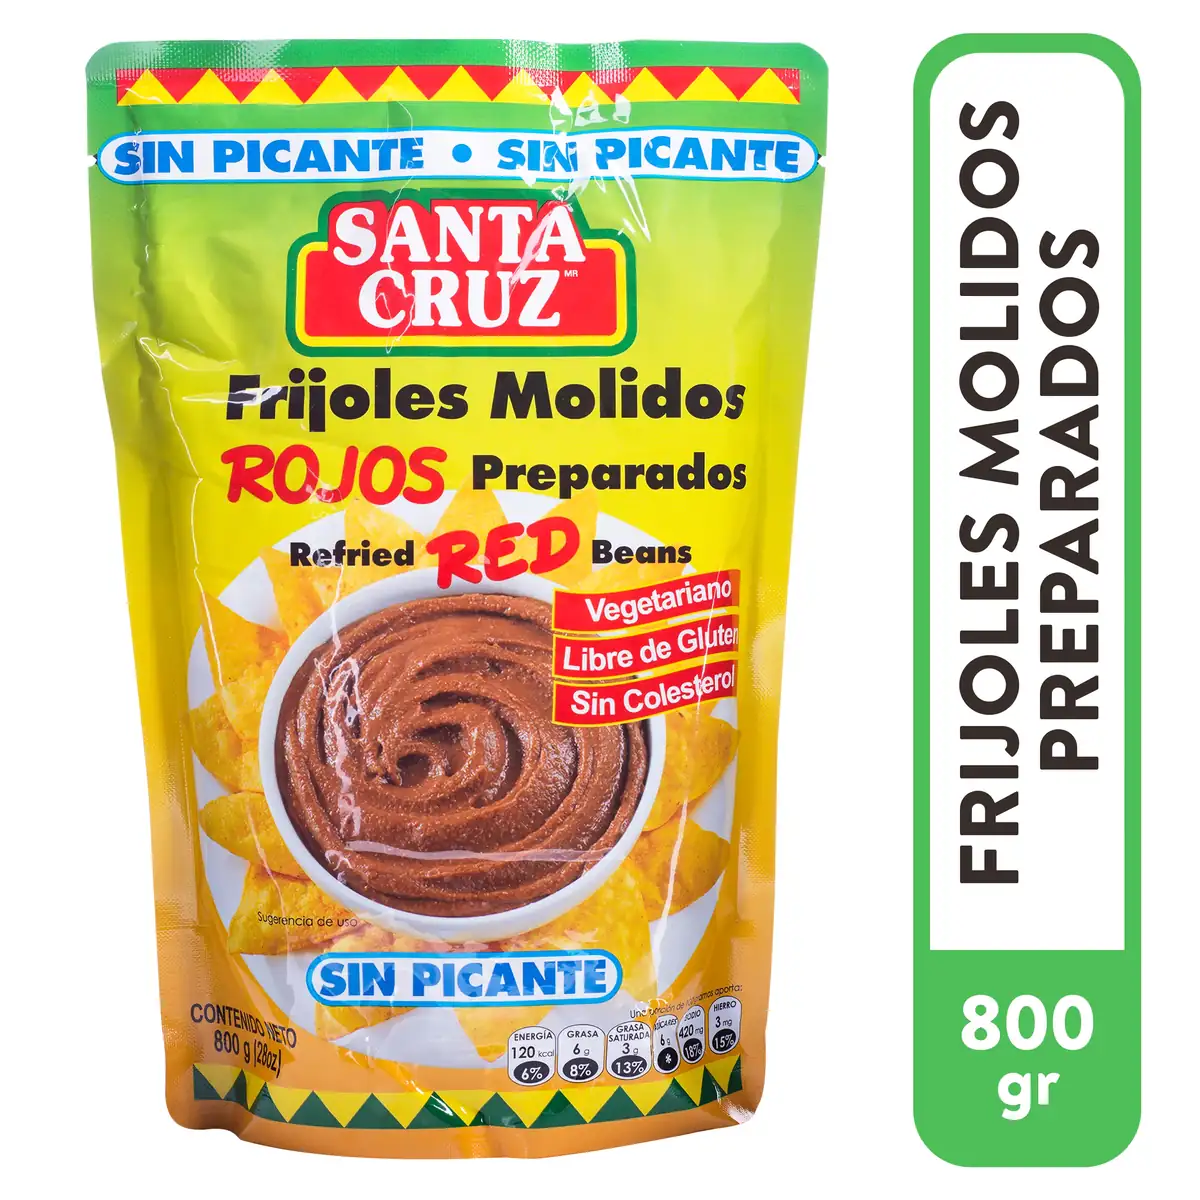 SIN PICANTE • SIN PICANTE
SANTA
CRUZ MR
Frijoles Molidos
ROJOS Preparados
Refried RED Beans
Vegetariano
Libre de Gluten
Sin Colesterol
Sugerencia de uso
SIN PICANTE
CONTENIDO NETO
800 g (28oz)
ENERGÍA
120 kcal
6%
GRASA
6 g
8%
GRASA
SATURADA
3 g
13%
6 g
*
SODIO
420 mg
18%
HIERRO
3 mg
15%
FRIJOLES MOLIDOS
PREPARADOS
800
gr